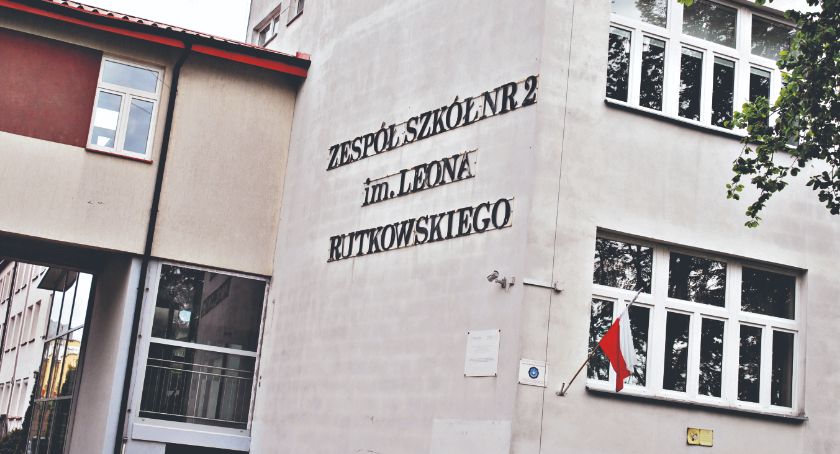 ZESPÓŁ SZKÓŁ NR 2
im. LEONA
RUTKOWSKIEGO